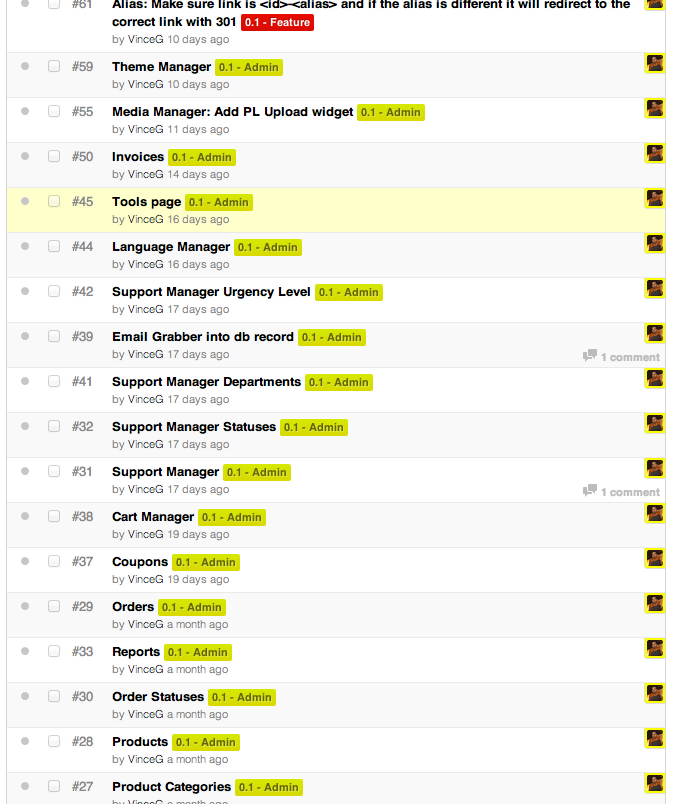 #61 Alias: Make sure link is <id>-<alias> and if the alias is different it will redirect to the
correct link with 301 0.1 - Feature
by VinceG 10 days ago
#59 Theme Manager 0.1 - Admin
by VinceG 10 days ago
#55 Media Manager: Add PL Upload widget 0.1 - Admin
by VinceG 11 days ago
#50 Invoices 0.1 - Admin
by VinceG 14 days ago
#45 Tools page 0.1 - Admin
by VinceG 16 days ago
#44 Language Manager 0.1 - Admin
by VinceG 16 days ago
#42 Support Manager Urgency Level 0.1 - Admin
by VinceG 17 days ago
#39 Email Grabber into db record 0.1 - Admin
by VinceG 17 days ago 1 comment
#41 Support Manager Departments 0.1 - Admin
by VinceG 17 days ago
#32 Support Manager Statuses 0.1 - Admin
by VinceG 17 days ago
#31 Support Manager 0.1 - Admin
by VinceG 17 days ago 1 comment
#38 Cart Manager 0.1 - Admin
by VinceG 19 days ago
#37 Coupons 0.1 - Admin
by VinceG 19 days ago
#29 Orders 0.1 - Admin
by VinceG a month ago
#33 Reports 0.1 - Admin
by VinceG a month ago
#30 Order Statuses 0.1 - Admin
by VinceG a month ago
#28 Products 0.1 - Admin
by VinceG a month ago
#27 Product Categories 0.1 - Admin
by VinceG a month ago